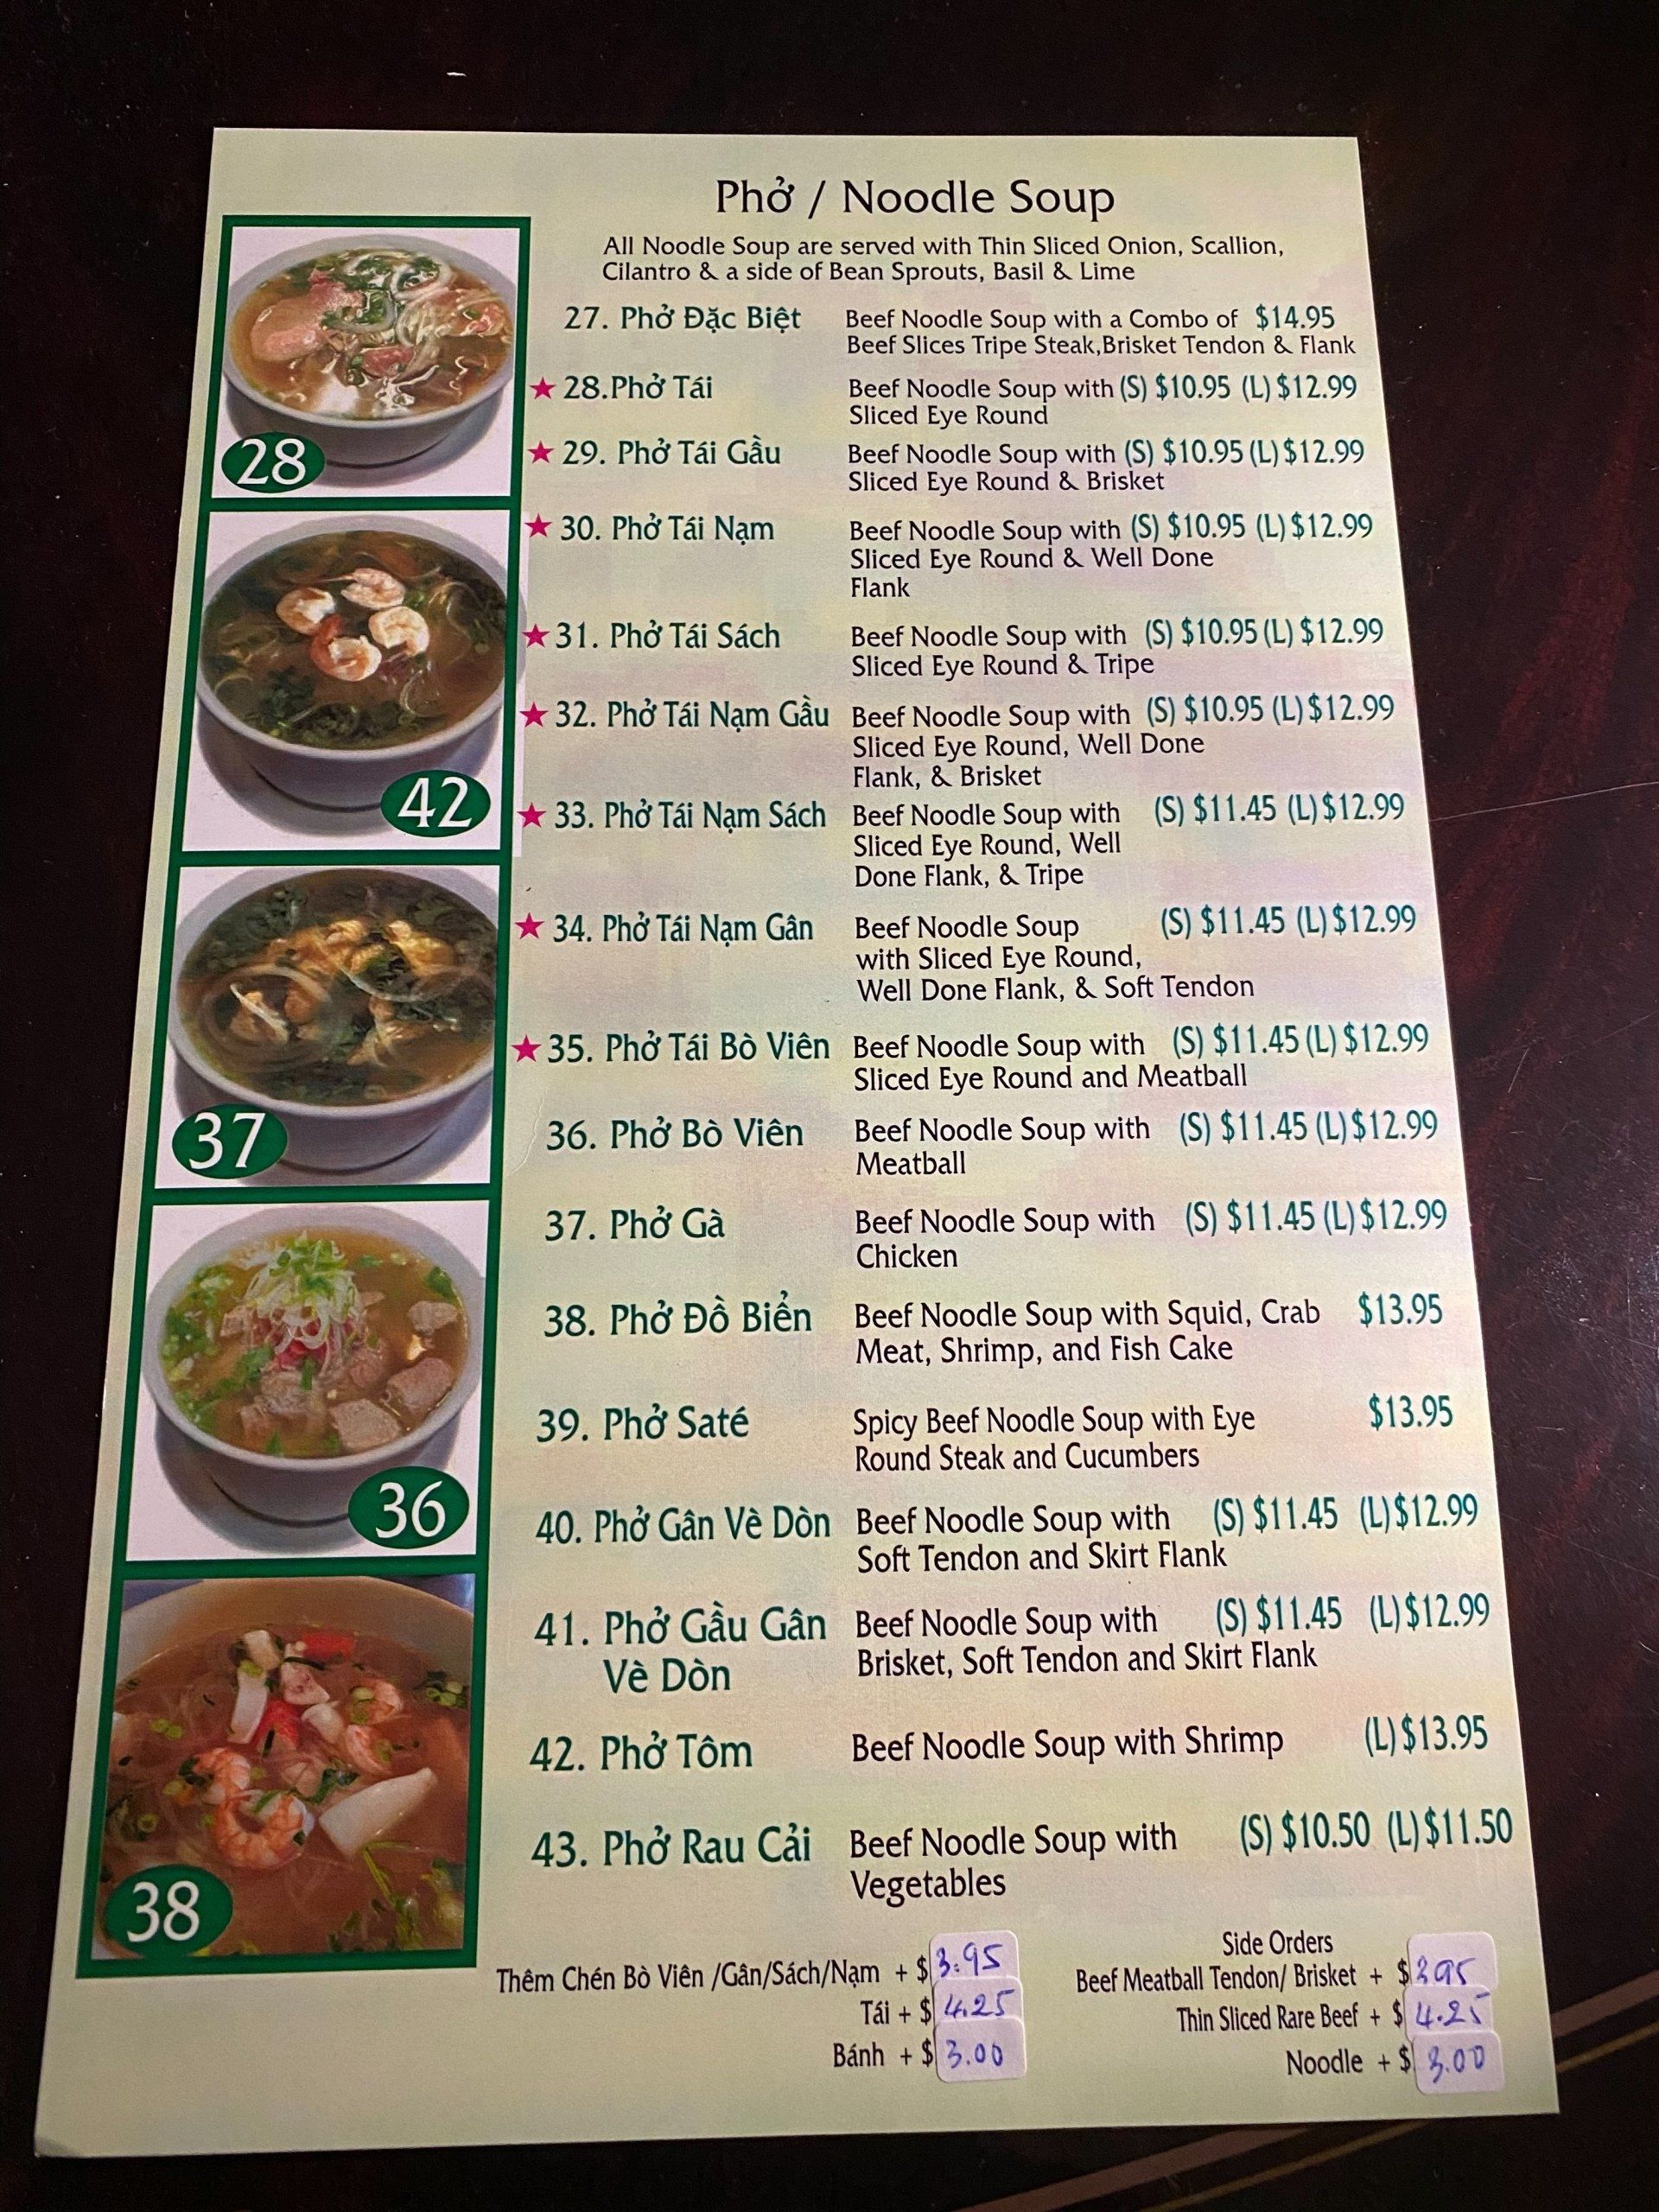 Phở / Noodle Soup
All Noodle Soup are served with Thin Sliced Onion, Scallion,
Cilantro & a side of Bean Sprouts, Basil & Lime
27. Phở Đặc Biệt Beef Noodle Soup with a Combo of $14.95
Beef Slices Tripe Steak,Brisket Tendon & Flank
★ 28.Phở Tái Beef Noodle Soup with (S) $10.95 (L) $12.99
Sliced Eye Round
★ 29. Phở Tái Gầu Beef Noodle Soup with (S) $10.95 (L) $12.99
Sliced Eye Round & Brisket
★ 30. Phở Tái Nạm Beef Noodle Soup with (S) $10.95 (L) $12.99
Sliced Eye Round & Well Done
Flank
★ 31. Phở Tái Sách Beef Noodle Soup with (S) $10.95 (L) $12.99
Sliced Eye Round & Tripe
★ 32. Phở Tái Nạm Gầu Beef Noodle Soup with (S) $10.95 (L) $12.99
Sliced Eye Round, Well Done
Flank, & Brisket
★ 33. Phở Tái Nạm Sách Beef Noodle Soup with (S) $11.45 (L) $12.99
Sliced Eye Round, Well
Done Flank, & Tripe
★ 34. Phở Tái Nạm Gân Beef Noodle Soup (S) $11.45 (L) $12.99
with Sliced Eye Round,
Well Done Flank, & Soft Tendon
★ 35. Phở Tái Bò Viên Beef Noodle Soup with (S) $11.45 (L) $12.99
Sliced Eye Round and Meatball
36. Phở Bò Viên Beef Noodle Soup with (S) $11.45 (L) $12.99
Meatball
37. Phở Gà Beef Noodle Soup with (S) $11.45 (L) $12.99
Chicken
38. Phở Đồ Biển Beef Noodle Soup with Squid, Crab $13.95
Meat, Shrimp, and Fish Cake
39. Phở Saté Spicy Beef Noodle Soup with Eye $13.95
Round Steak and Cucumbers
40. Phở Gân Vè Dòn Beef Noodle Soup with (S) $11.45 (L) $12.99
Soft Tendon and Skirt Flank
41. Phở Gầu Gân Beef Noodle Soup with (S) $11.45 (L) $12.99
Vè Dòn Brisket, Soft Tendon and Skirt Flank
42. Phở Tôm Beef Noodle Soup with Shrimp (L) $13.95
43. Phở Rau Cải Beef Noodle Soup with (S) $10.50 (L) $11.50
Vegetables
Thêm Chén Bò Viên /Gân/Sách/Nạm + $ 3.95
Tái + $ 4.25
Bánh + $ 3.00
Side Orders
Beef Meatball Tendon/ Brisket + $ 3.95
Thin Sliced Rare Beef + $ 4.25
Noodle + $ 3.00
28
42
37
36
38